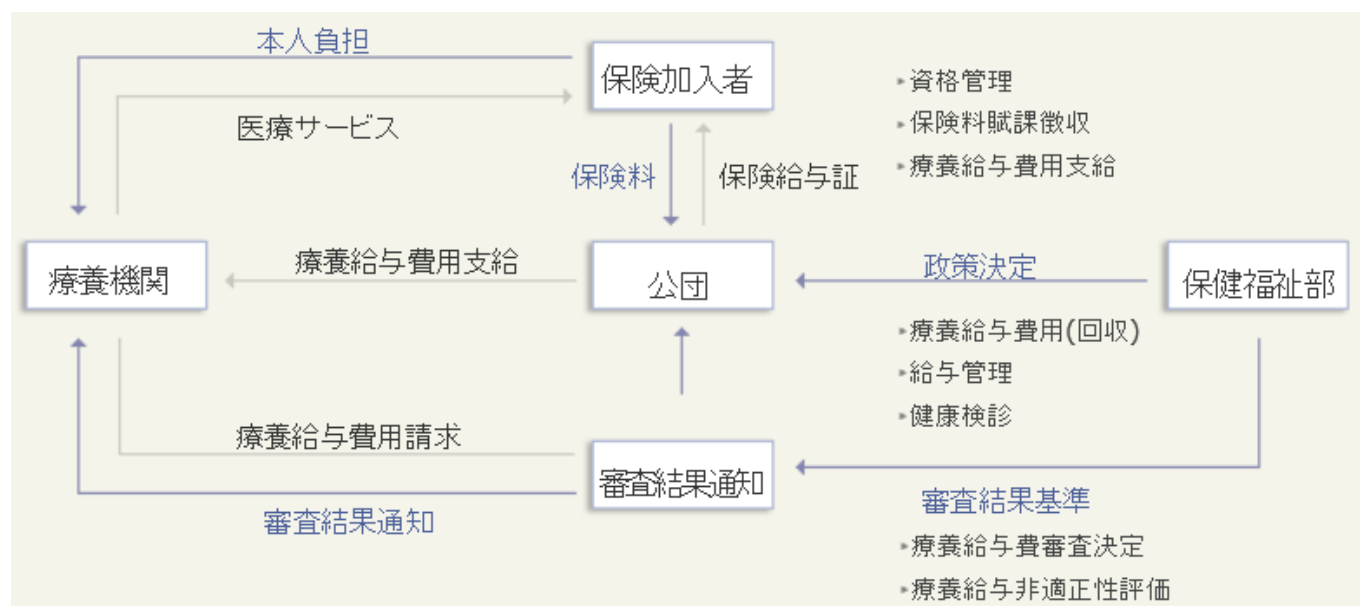 本人負担
保険加入者
医療サービス
資格管理
保険料賦課徴収
療養給与費用支給
保険料
保険給与証
療養機関
療養給与費用支給
公団
政策決定
保健福祉部
療養給与費用(回収)
給与管理
健康検診
療養給与費用請求
審査結果通知
審査結果通知
審査結果基準
療養給与費審査決定
療養給与非適正性評価